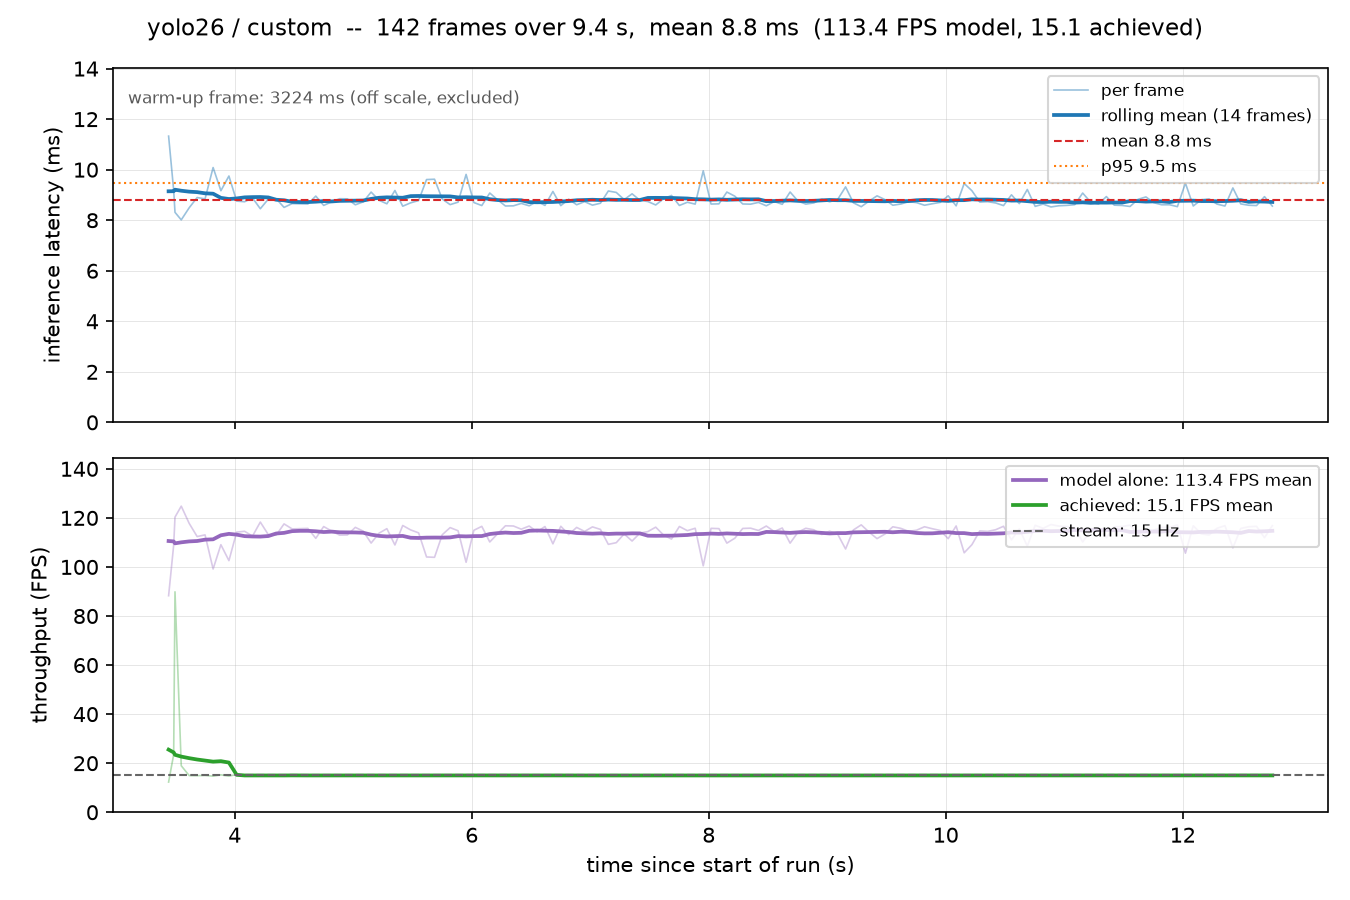 yolo26 / custom -- 142 frames over 9.4 s, mean 8.8 ms (113.4 FPS model, 15.1 achieved)
14
12
10
8
6
4
2
0
inference latency (ms)
warm-up frame: 3224 ms (off scale, excluded)
per frame
rolling mean (14 frames)
mean 8.8 ms
p95 9.5 ms
140
120
100
80
60
40
20
0
throughput (FPS)
model alone: 113.4 FPS mean
achieved: 15.1 FPS mean
stream: 15 Hz
4 6 8 10 12
time since start of run (s)